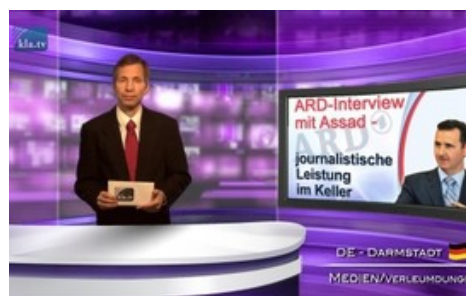 kla.tv
ARD-Interview
mit Assad -
ARD
journalistische
Leistung
im Keller
DE - DARMSTADT
MEDIEN/VERLEUMDUNG